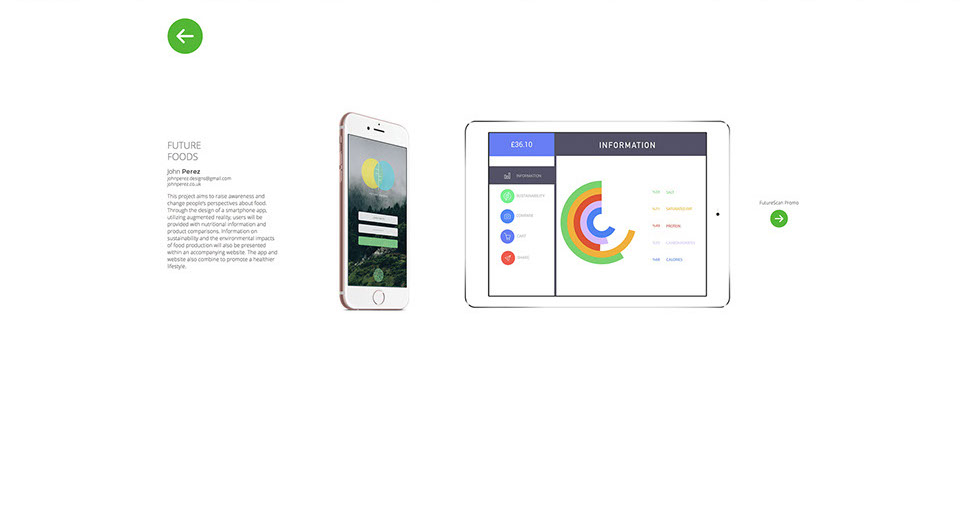 FUTURE
FOODS
John Perez
johnperez.designs@gmail.com
johnperez.co.uk
This project aims to raise awareness and
change people's perspectives about food.
Through the design of a smartphone app,
utilizing augmented reality, users will be
provided with nutritional information and
product comparisons. Information on
sustainability and the environmental impacts
of food production will also be presented
within an accompanying website. The app and
website also combine to promote a healthier
lifestyle.
£36.10
INFORMATION
INFORMATION
SUSTAINABILITY
COMPARE
CART
SHARE
SALT
SATURATED FAT
PROTEIN
CARBOHYDRATES
CALORIES
FutureScan Promo